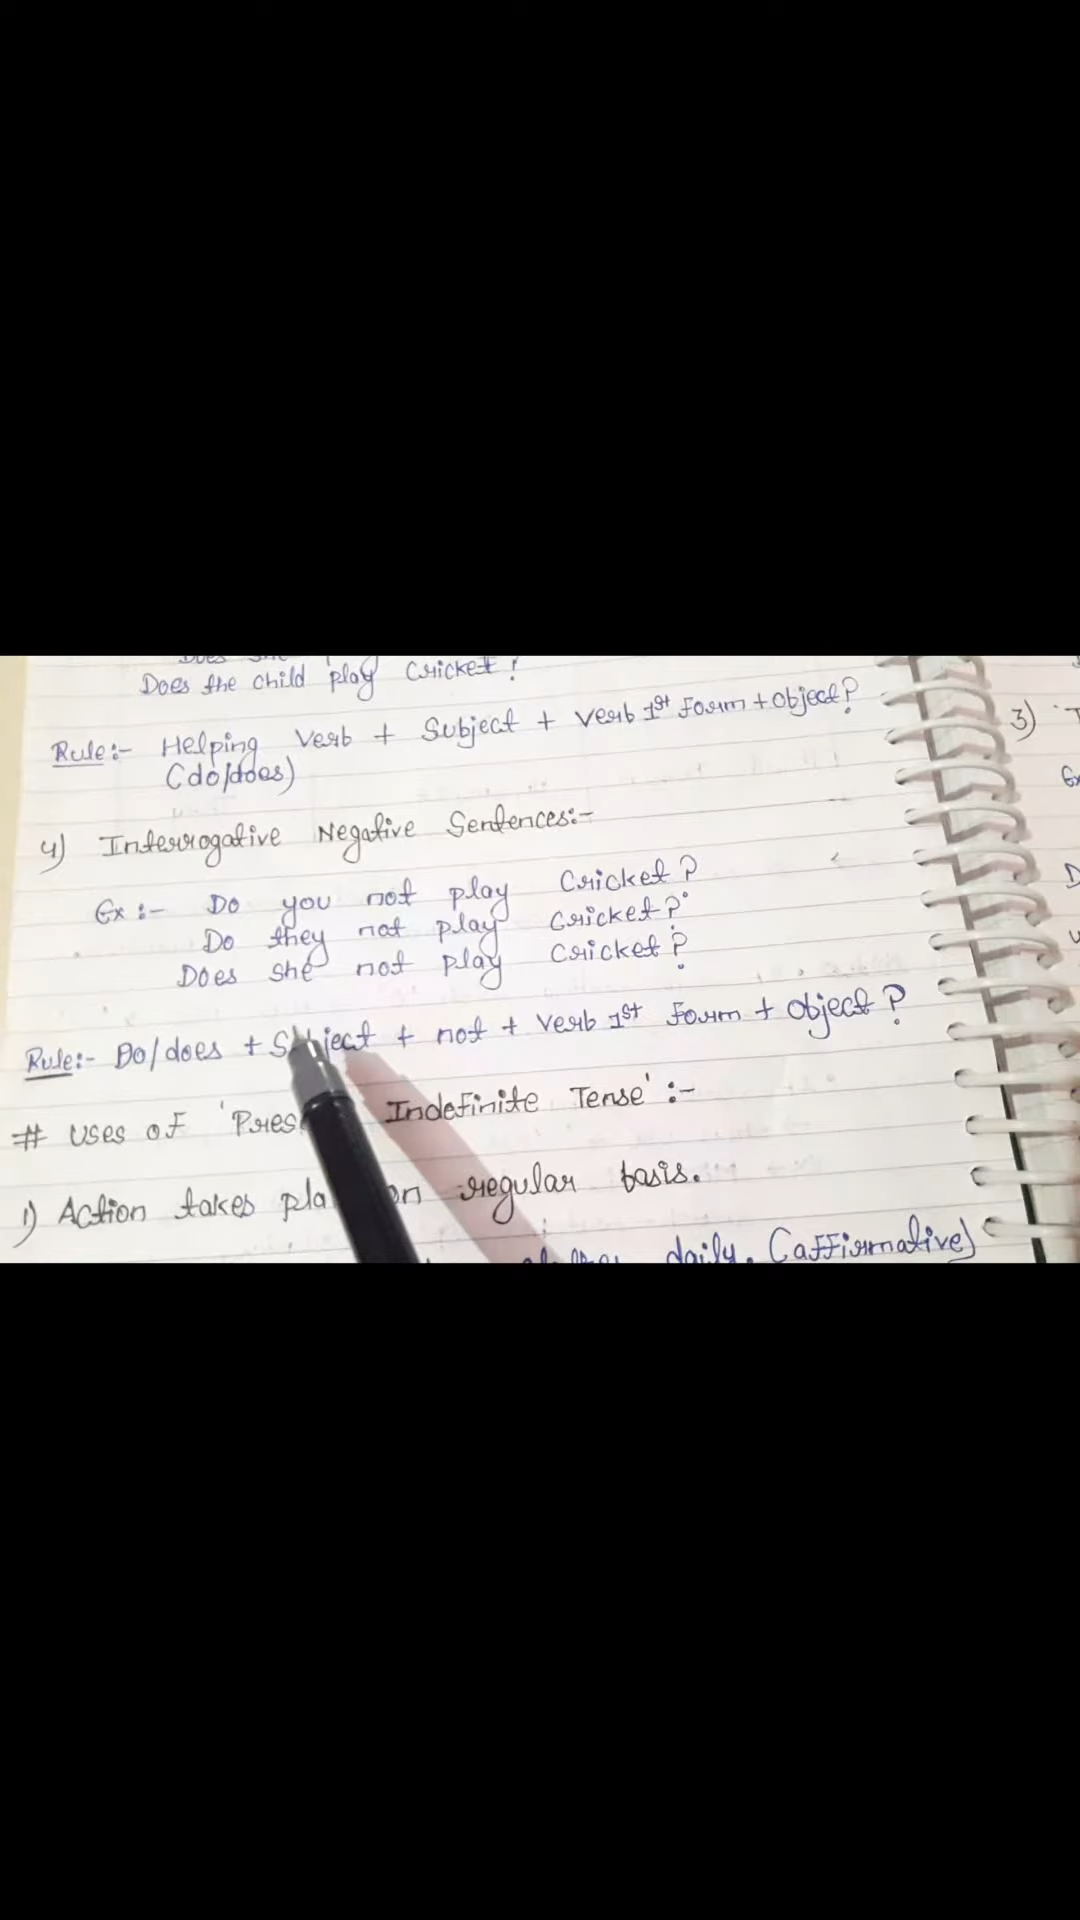 Does the child play Cricket?
Rule:- Helping Verb + Subject + Verb 1st Form + Object?
(do/does)
4) Interrogative Negative Sentences:-
Ex:- Do you not play Cricket?
Do they not play Cricket?
Does she not play Cricket?
Rule:- Do/does + Subject + not + Verb 1st Form + Object?
# Uses of 'Pres Indefinite Tense':-
1) Action takes pla on regular basis.
daily. (affirmative)
3)
Ex
D